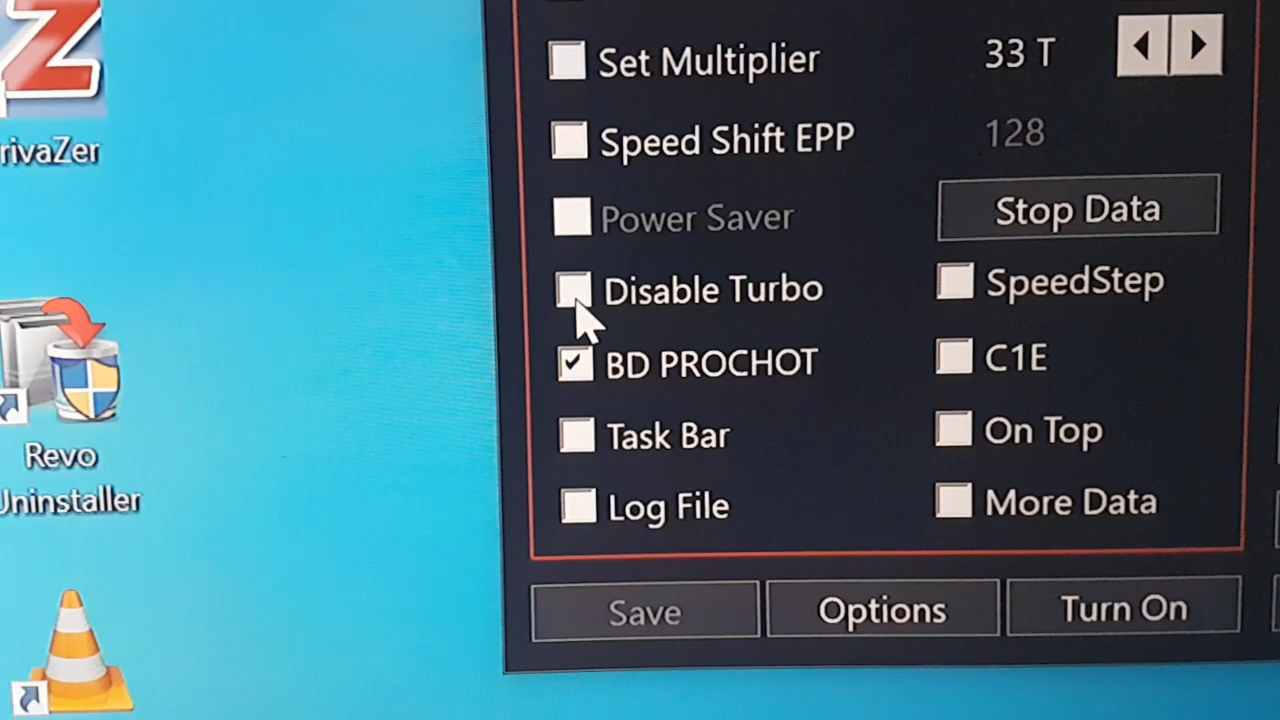 Set Multiplier 33 T
rivaZer
Speed Shift EPP 128
Power Saver Stop Data
Disable Turbo SpeedStep
BD PROCHOT C1E
Task Bar On Top
Revo
Uninstaller
Log File More Data
Save Options Turn On